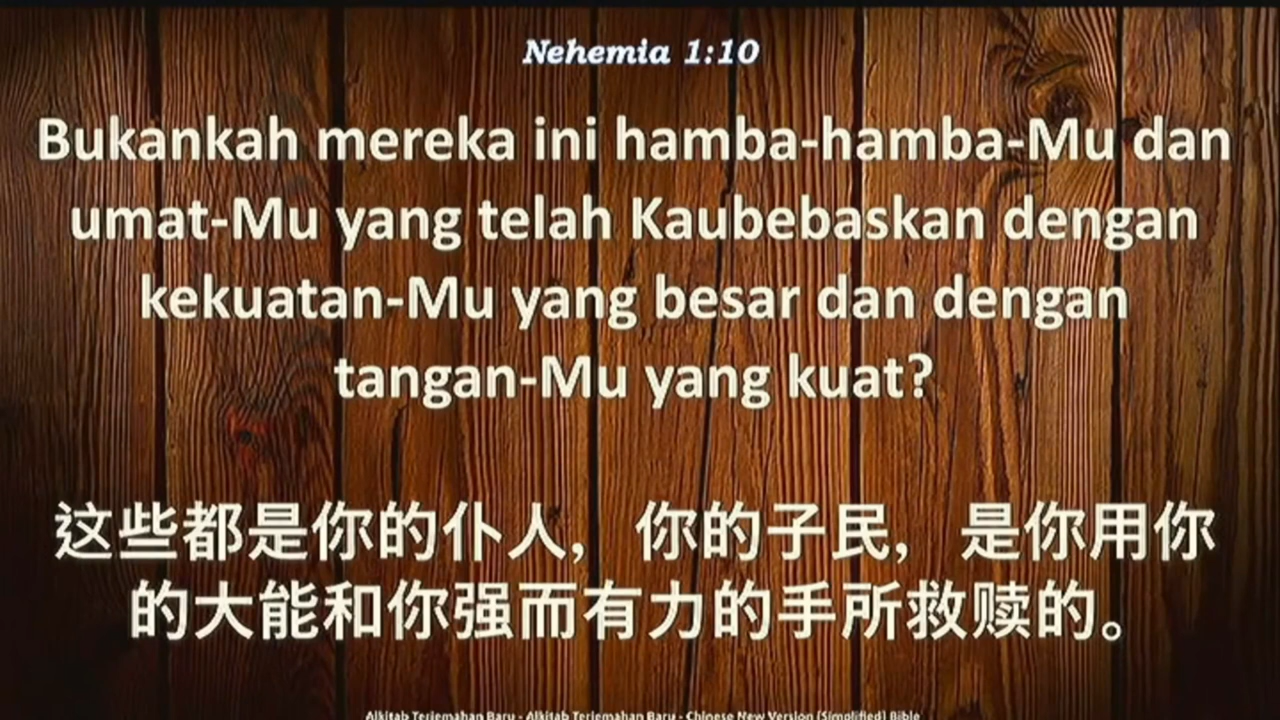 Nehemia 1:10
Bukankah mereka ini hamba-hamba-Mu dan
umat-Mu yang telah Kaubebaskan dengan
kekuatan-Mu yang besar dan dengan
tangan-Mu yang kuat?
这些都是你的仆人, 你的子民, 是你用你
的大能和你强而有力的手所救赎的。
Alkitab Terjemahan Baru - Alkitab Terjemahan Baru - Chinese New Version (Simplified) Bible